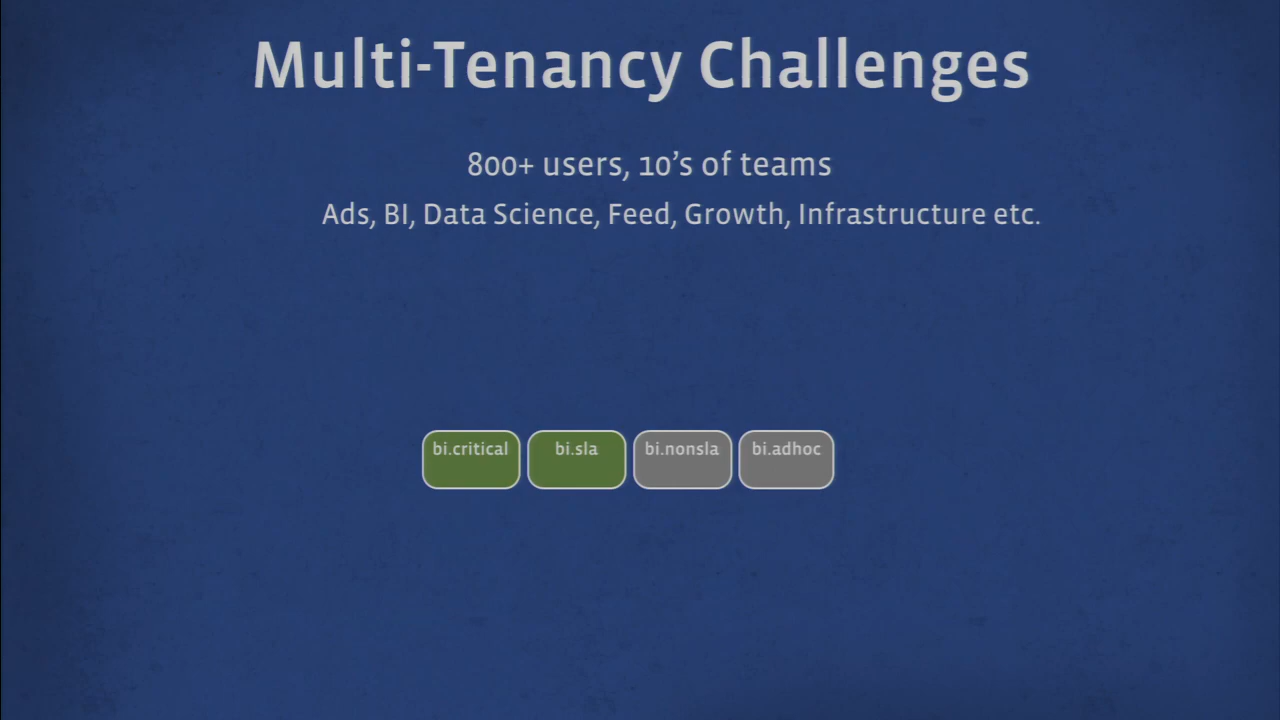 Multi-Tenancy Challenges
800+ users, 10’s of teams
Ads, BI, Data Science, Feed, Growth, Infrastructure etc.
bi.critical bi.sla bi.nonsla bi.adhoc